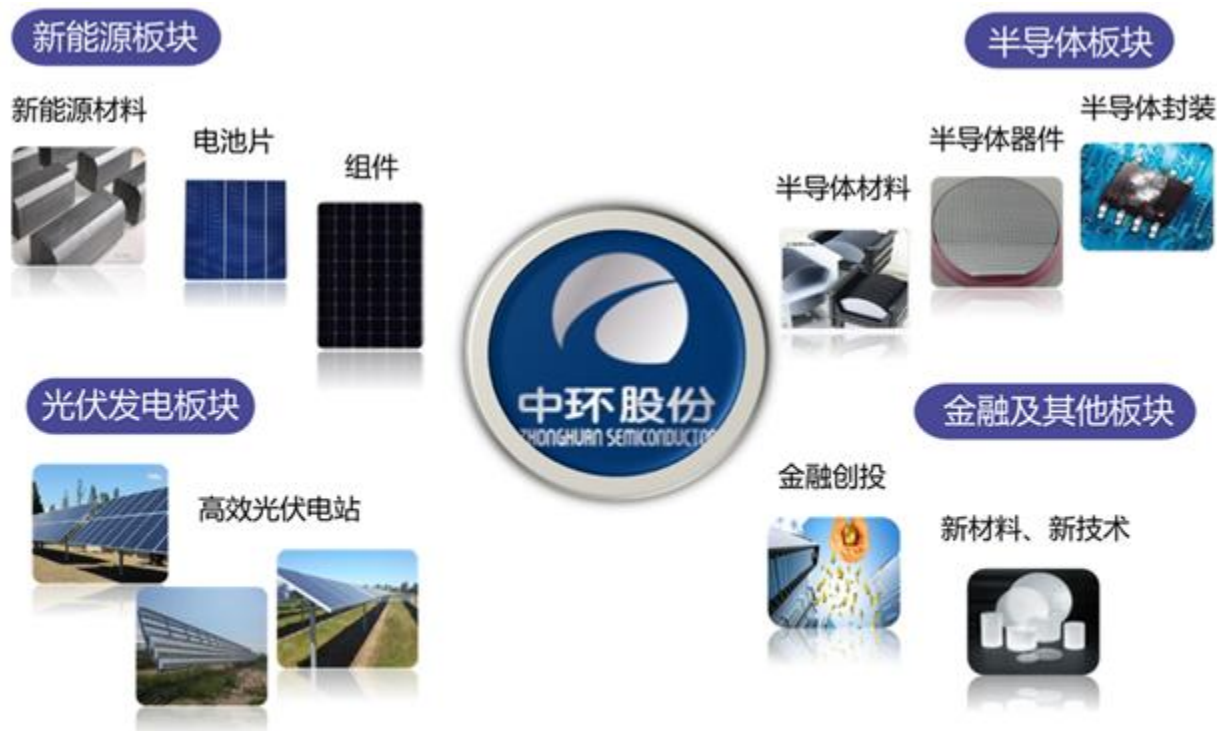 新能源板块
新能源材料
电池片
组件
半导体板块
半导体封装
半导体器件
半导体材料
中环股份
ZHONGHUAN SEMICONDUCTOR
光伏发电板块
高效光伏电站
金融及其他板块
金融创投
新材料、新技术